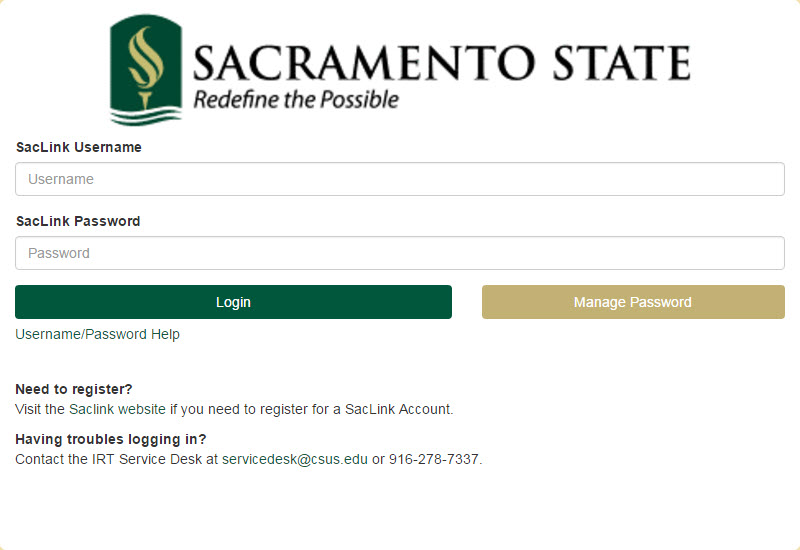 SACRAMENTO STATE
Redefine the Possible
SacLink Username
Username
SacLink Password
Password
Login
Manage Password
Username/Password Help
Need to register?
Visit the Saclink website if you need to register for a SacLink Account.
Having troubles logging in?
Contact the IRT Service Desk at servicedesk@csus.edu or 916-278-7337.